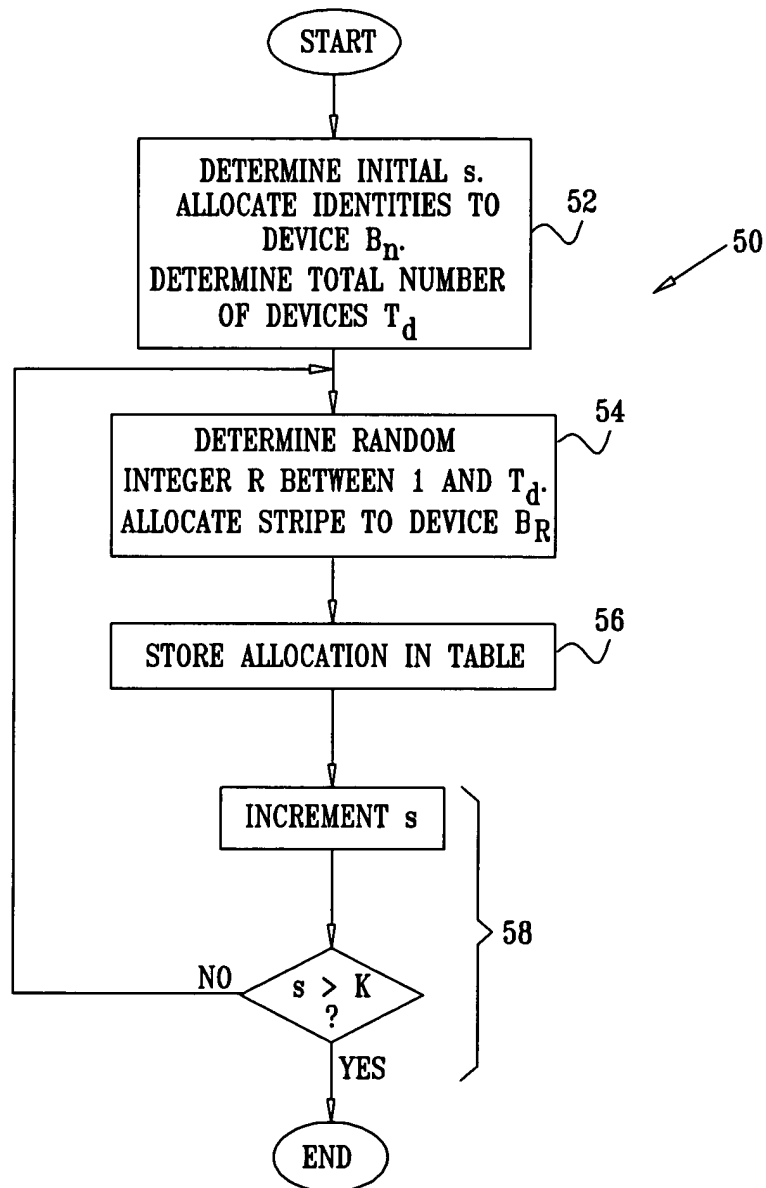 START
DETERMINE INITIAL s.
ALLOCATE IDENTITIES TO
DEVICE Bn.
DETERMINE TOTAL NUMBER
OF DEVICES Td
52
50
54
DETERMINE RANDOM
INTEGER R BETWEEN 1 AND Td.
ALLOCATE STRIPE TO DEVICE BR
56
STORE ALLOCATION IN TABLE
INCREMENT s
58
NO
s > K
?
YES
END